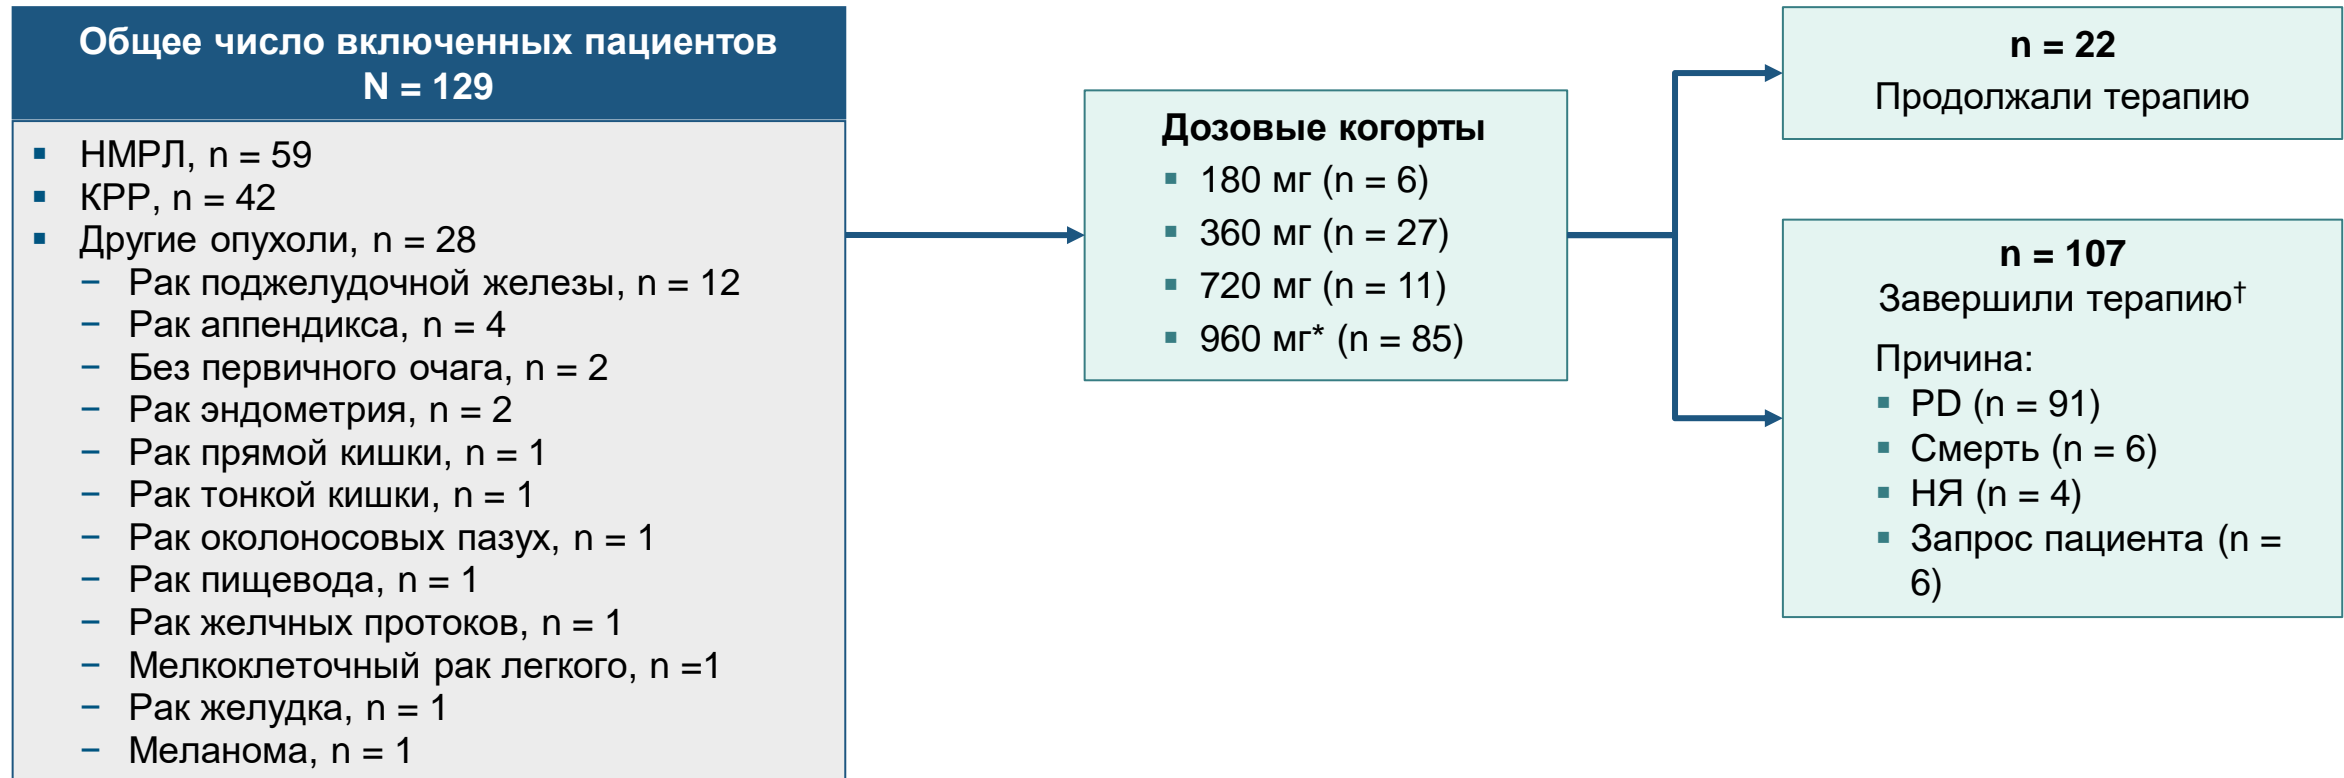 Общее число включенных пациентов
N = 129
▪ НМРЛ, n = 59
▪ КРР, n = 42
▪ Другие опухоли, n = 28
− Рак поджелудочной железы, n = 12
− Рак аппендикса, n = 4
− Без первичного очага, n = 2
− Рак эндометрия, n = 2
− Рак прямой кишки, n = 1
− Рак тонкой кишки, n = 1
− Рак околоносовых пазух, n = 1
− Рак пищевода, n = 1
− Рак желчных протоков, n = 1
− Мелкоклеточный рак легкого, n =1
− Рак желудка, n = 1
− Меланома, n = 1
Дозовые когорты
▪ 180 мг (n = 6)
▪ 360 мг (n = 27)
▪ 720 мг (n = 11)
▪ 960 мг* (n = 85)
n = 22
Продолжали терапию
n = 107
Завершили терапию†
Причина:
▪ PD (n = 91)
▪ Смерть (n = 6)
▪ НЯ (n = 4)
▪ Запрос пациента (n =
6)